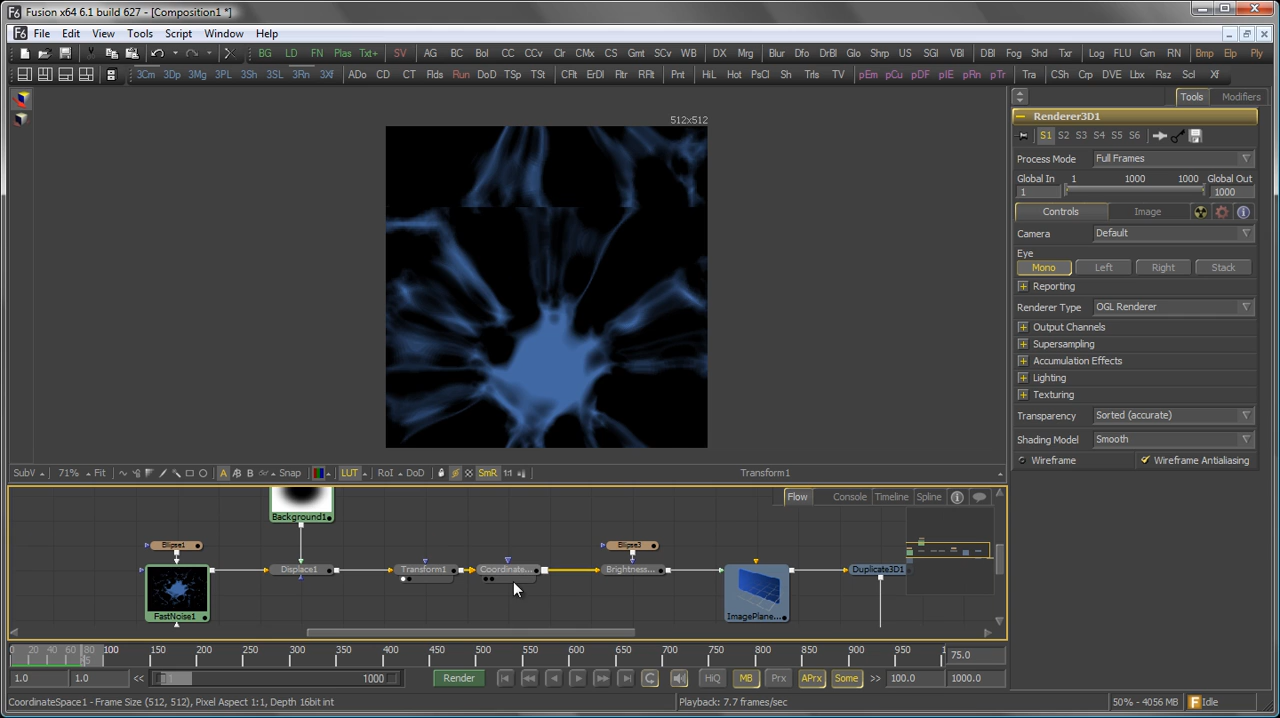 Fusion x64 6.1 build 627 - [Composition1 *]
File Edit View Tools Script Window Help
BG LD FN Plas Txt+ SV AG BC Bol CC CCv Clr CMx CS Gmt SCv WB DX Mrg Blur Dfo DrBl Glo Shrp US SGl VBl DBl Fog Shd Txr Log FLU Grn RN Bmp Elp Ply
3Cm 3Dp 3Mg 3PL 3Sh 3SL 3Rn 3Xf ADo CD CT Flds Run DoD TSp TSt CFlt ErDl Fltr RFlt Pnt HiL Hot PsCl Sh Trls TV pEm pCu pDF pIE pRn pTr Tra CSh Crp DVE Lbx Rsz Scl Xf
Tools Modifiers
512x512
Renderer3D1
S1 S2 S3 S4 S5 S6
Process Mode Full Frames
Global In 1 1000 1000 Global Out
1 1000
Controls Image
Camera Default
Eye
Mono Left Right Stack
Reporting
Renderer Type OGL Renderer
Output Channels
Supersampling
Accumulation Effects
Lighting
Texturing
Transparency Sorted (accurate)
Shading Model Smooth
Wireframe Wireframe Antialiasing
SubV 71% Fit A B Snap LUT RoI DoD SmR 1:1 Transform1
Flow Console Timeline Spline
Background1
Ellipse1 Ellipse3
Displace1 Transform1 Coordinate... Brightness... Duplicate3D1
FastNoise1 ImagePlane...
0 20 40 60 80 100 150 200 250 300 350 400 450 500 550 600 650 700 750 800 850 900 950 75.0
1.0 1.0 << 1 1000 Render HiQ MB Prx APrx Some >> 100.0 1000.0
CoordinateSpace1 - Frame Size (512, 512), Pixel Aspect 1:1, Depth 16bit int Playback: 7.7 frames/sec 50% - 4056 MB Idle